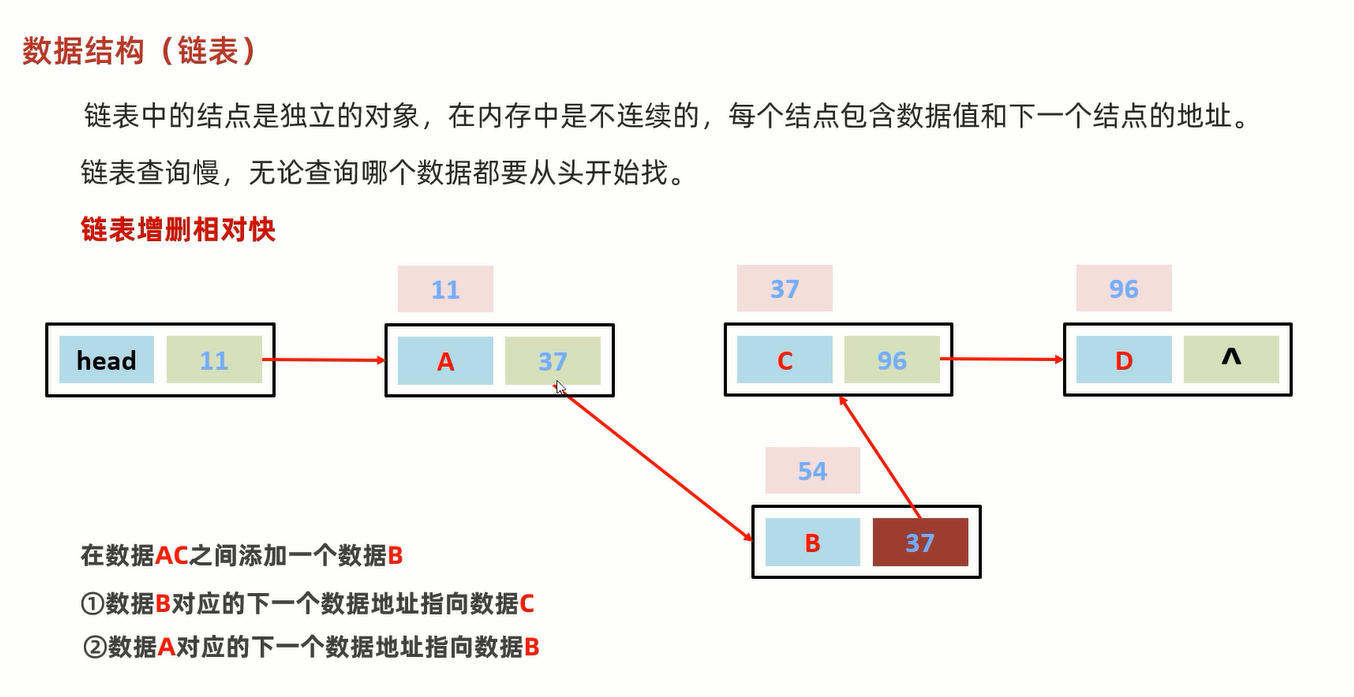 数据结构（链表）
链表中的结点是独立的对象，在内存中是不连续的，每个结点包含数据值和下一个结点的地址。
链表查询慢，无论查询哪个数据都要从头开始找。
链表增删相对快
11 37 96
head 11 A 37 C 96 D ^
54
B 37
在数据AC之间添加一个数据B
①数据B对应的下一个数据地址指向数据C
②数据A对应的下一个数据地址指向数据B